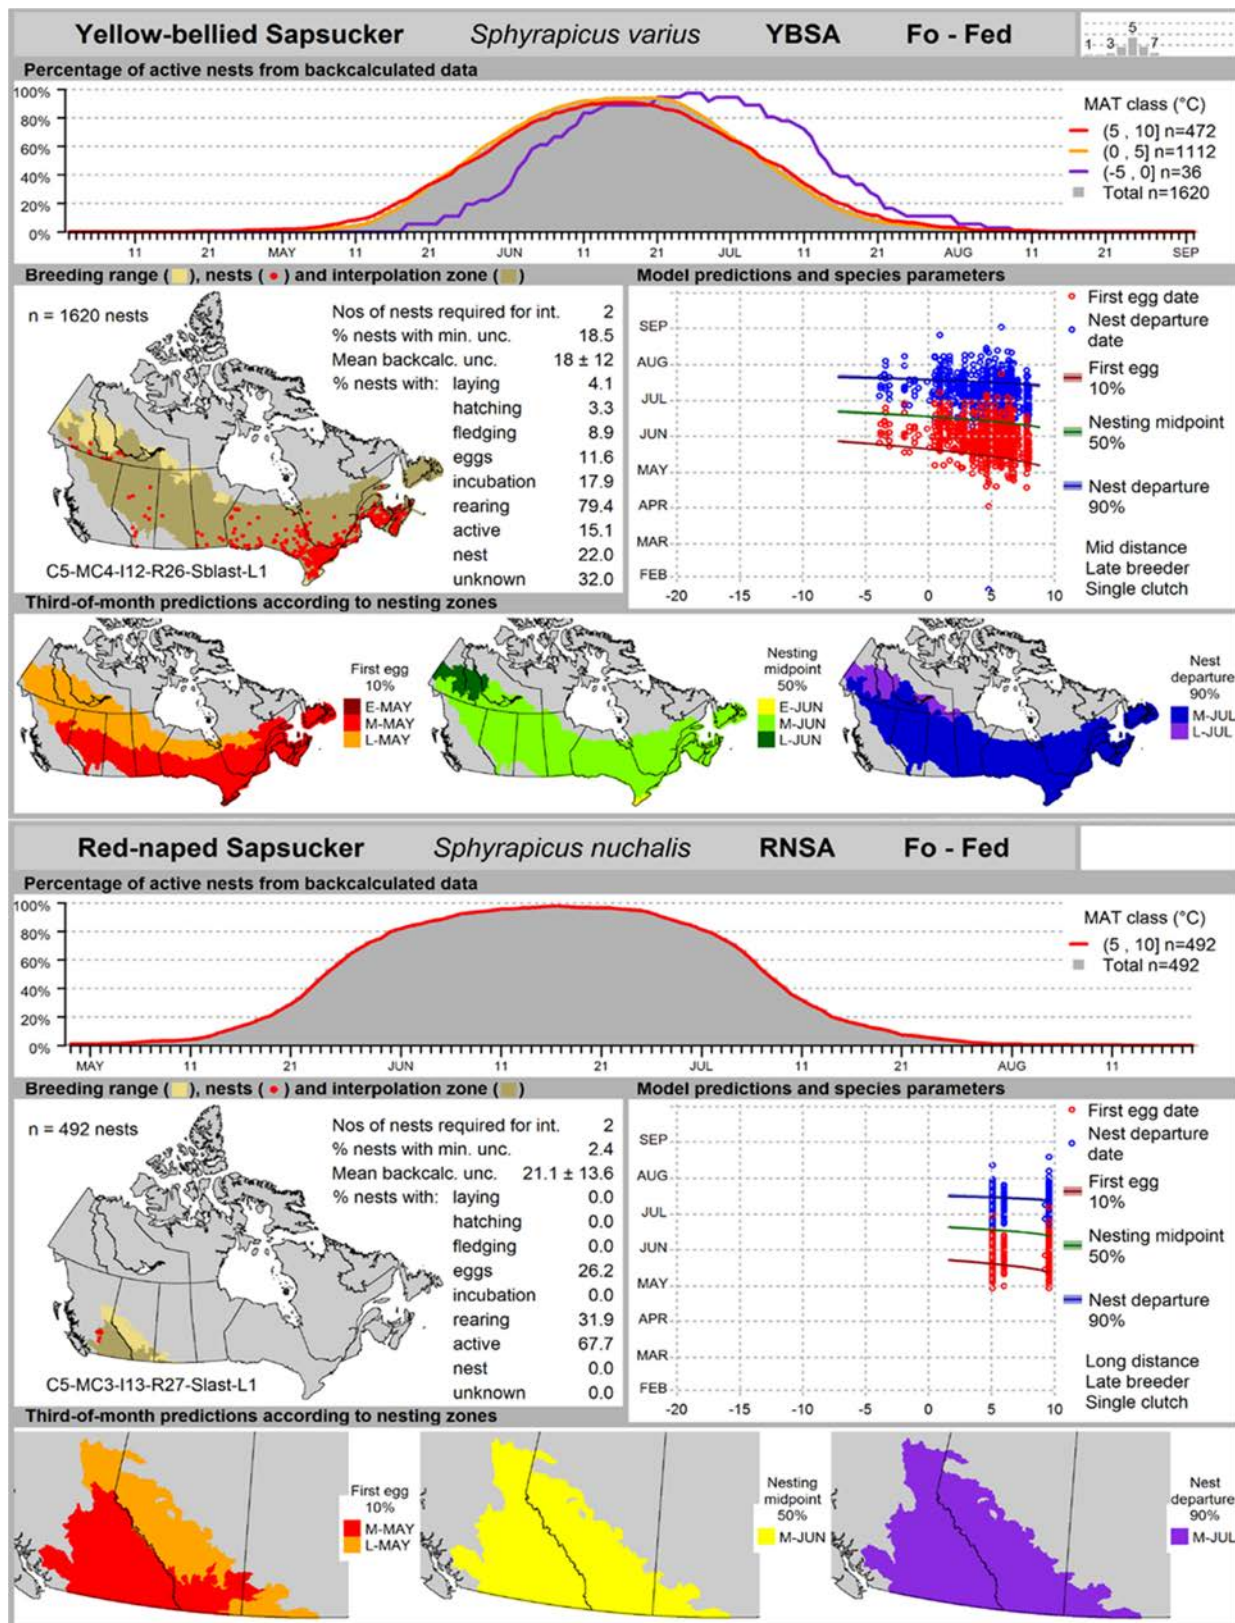 Yellow-bellied Sapsucker Sphyrapicus varius YBSA Fo - Fed
1 3 5 7
Percentage of active nests from backcalculated data
100%
80%
60%
40%
20%
0%
11 21 MAY 11 21 JUN 11 21 JUL 11 21 AUG 11 21 SEP
MAT class (°C)
(5 , 10] n=472
(0 , 5] n=1112
(-5 , 0] n=36
Total n=1620
Breeding range ( ), nests ( ) and interpolation zone ( )
n = 1620 nests
Nos of nests required for int. 2
% nests with min. unc. 18.5
Mean backcalc. unc. 18 ± 12
% nests with: laying 4.1
hatching 3.3
fledging 8.9
eggs 11.6
incubation 17.9
rearing 79.4
active 15.1
nest 22.0
unknown 32.0
C5-MC4-I12-R26-Sblast-L1
Model predictions and species parameters
SEP
AUG
JUL
JUN
MAY
APR
MAR
FEB
-20 -15 -10 -5 0 5 10
First egg date
Nest departure
date
First egg
10%
Nesting midpoint
50%
Nest departure
90%
Mid distance
Late breeder
Single clutch
Third-of-month predictions according to nesting zones
First egg
10%
E-MAY
M-MAY
L-MAY
Nesting
midpoint
50%
E-JUN
M-JUN
L-JUN
Nest
departure
90%
M-JUL
L-JUL
Red-naped Sapsucker Sphyrapicus nuchalis RNSA Fo - Fed
Percentage of active nests from backcalculated data
100%
80%
60%
40%
20%
0%
MAY 11 21 JUN 11 21 JUL 11 21 AUG 11
MAT class (°C)
(5 , 10] n=492
Total n=492
Breeding range ( ), nests ( ) and interpolation zone ( )
n = 492 nests
Nos of nests required for int. 2
% nests with min. unc. 2.4
Mean backcalc. unc. 21.1 ± 13.6
% nests with: laying 0.0
hatching 0.0
fledging 0.0
eggs 26.2
incubation 0.0
rearing 31.9
active 67.7
nest 0.0
unknown 0.0
C5-MC3-I13-R27-Slast-L1
Model predictions and species parameters
SEP
AUG
JUL
JUN
MAY
APR
MAR
FEB
-20 -15 -10 -5 0 5 10
First egg date
Nest departure
date
First egg
10%
Nesting midpoint
50%
Nest departure
90%
Long distance
Late breeder
Single clutch
Third-of-month predictions according to nesting zones
First egg
10%
M-MAY
L-MAY
Nesting
midpoint
50%
M-JUN
Nest
departure
90%
M-JUL